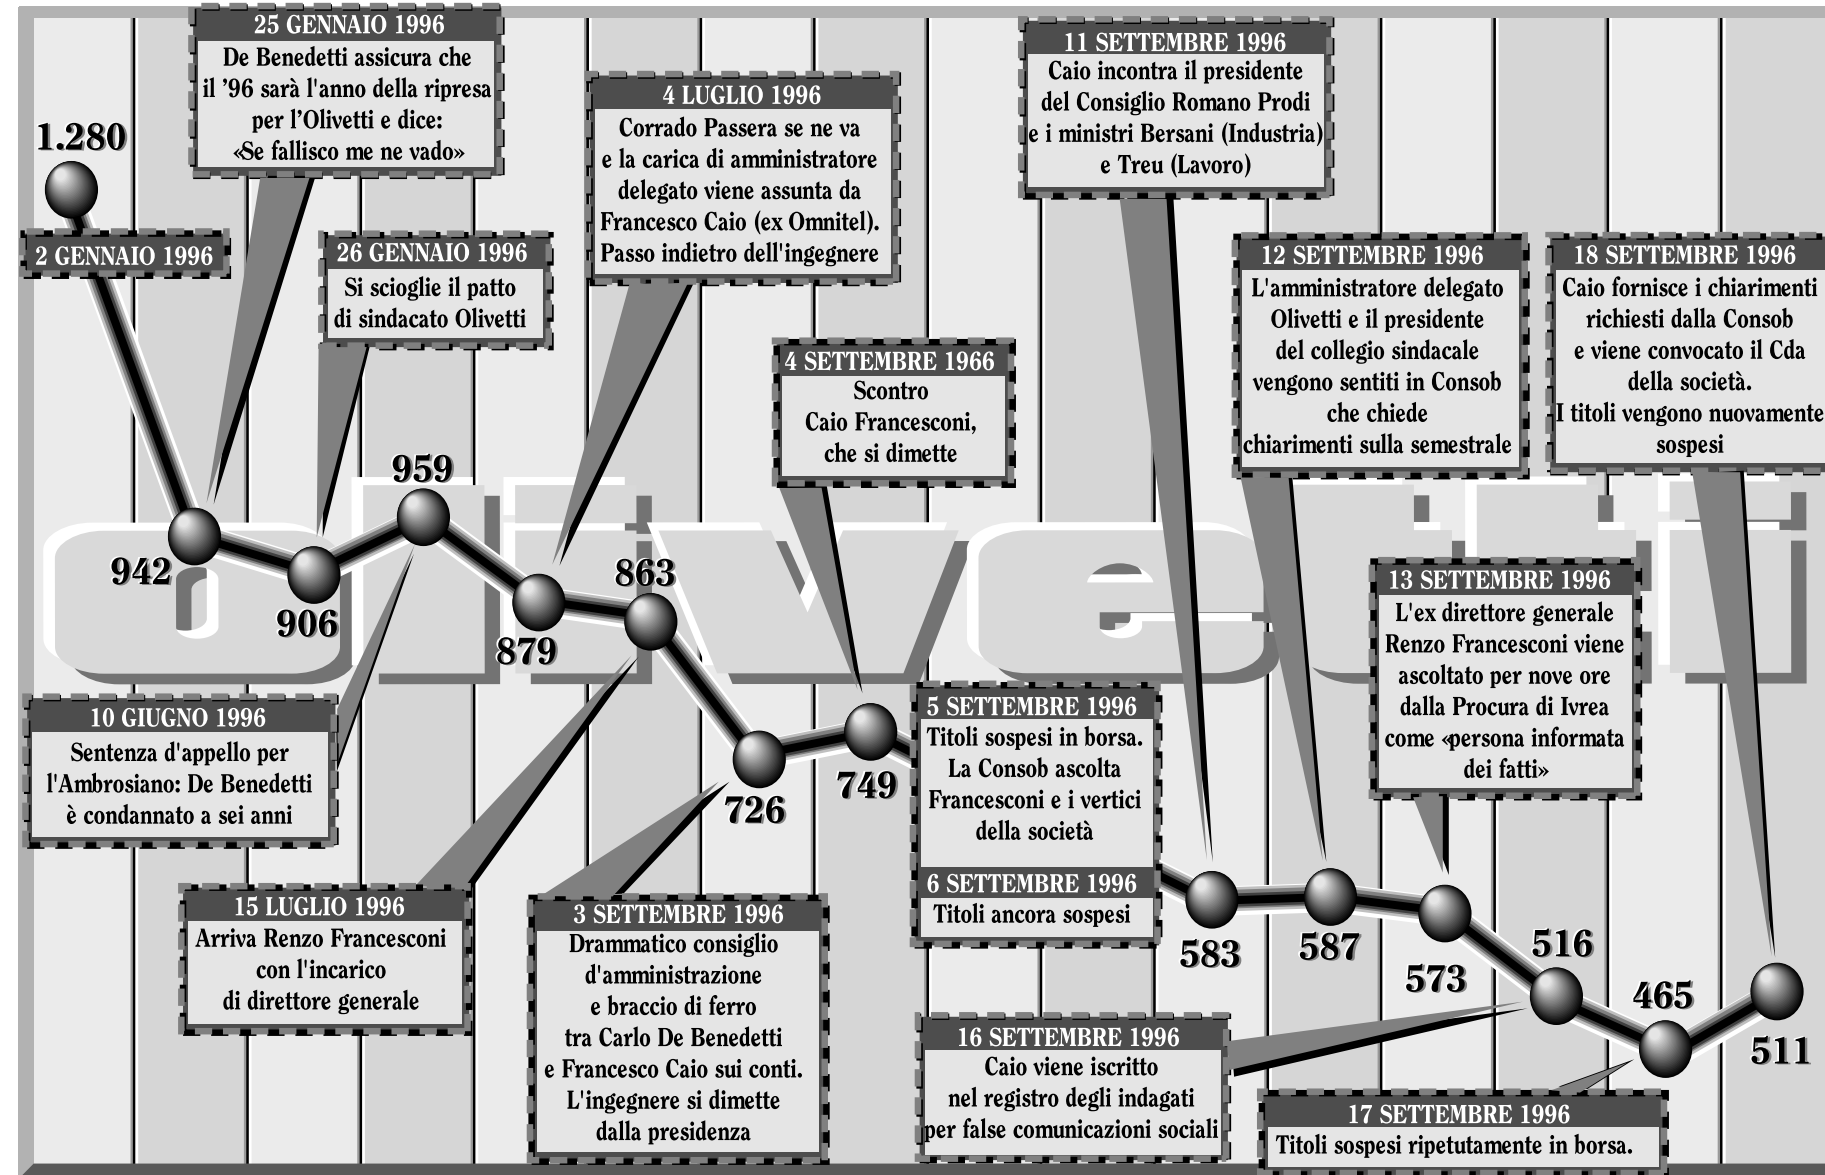 1.280
2 GENNAIO 1996
25 GENNAIO 1996
De Benedetti assicura che
il ’96 sarà l'anno della ripresa
per l’Olivetti e dice:
«Se fallisco me ne vado»
942
26 GENNAIO 1996
Si scioglie il patto
di sindacato Olivetti
906
959
10 GIUGNO 1996
Sentenza d'appello per
l'Ambrosiano: De Benedetti
è condannato a sei anni
4 LUGLIO 1996
Corrado Passera se ne va
e la carica di amministratore
delegato viene assunta da
Francesco Caio (ex Omnitel).
Passo indietro dell'ingegnere
879
863
15 LUGLIO 1996
Arriva Renzo Francesconi
con l'incarico
di direttore generale
726
3 SETTEMBRE 1996
Drammatico consiglio
d'amministrazione
e braccio di ferro
tra Carlo De Benedetti
e Francesco Caio sui conti.
L'ingegnere si dimette
dalla presidenza
4 SETTEMBRE 1966
Scontro
Caio Francesconi,
che si dimette
749
5 SETTEMBRE 1996
Titoli sospesi in borsa.
La Consob ascolta
Francesconi e i vertici
della società
6 SETTEMBRE 1996
Titoli ancora sospesi
11 SETTEMBRE 1996
Caio incontra il presidente
del Consiglio Romano Prodi
e i ministri Bersani (Industria)
e Treu (Lavoro)
583
12 SETTEMBRE 1996
L'amministratore delegato
Olivetti e il presidente
del collegio sindacale
vengono sentiti in Consob
che chiede
chiarimenti sulla semestrale
587
13 SETTEMBRE 1996
L'ex direttore generale
Renzo Francesconi viene
ascoltato per nove ore
dalla Procura di Ivrea
come «persona informata
dei fatti»
573
16 SETTEMBRE 1996
Caio viene iscritto
nel registro degli indagati
per false comunicazioni sociali
516
465
17 SETTEMBRE 1996
Titoli sospesi ripetutamente in borsa.
18 SETTEMBRE 1996
Caio fornisce i chiarimenti
richiesti dalla Consob
e viene convocato il Cda
della società.
I titoli vengono nuovamente
sospesi
511
olivetti